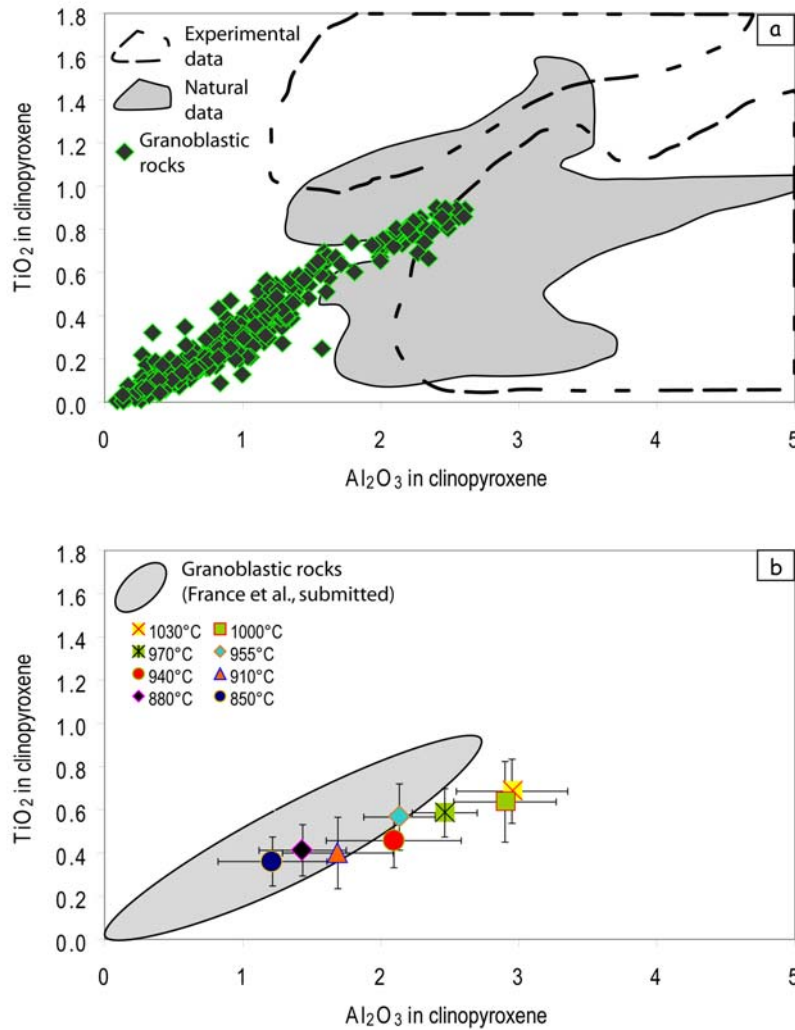 a
1.8
1.6
1.4
1.2
1.0
0.8
0.6
0.4
0.2
0.0
TiO₂ in clinopyroxene
Experimental
data
Natural
data
Granoblastic
rocks
0 1 2 3 4 5
Al₂O₃ in clinopyroxene
b
1.8
1.6
1.4
1.2
1.0
0.8
0.6
0.4
0.2
0.0
TiO₂ in clinopyroxene
Granoblastic rocks
(France et al., submitted)
1030°C 1000°C
970°C 955°C
940°C 910°C
880°C 850°C
0 1 2 3 4 5
Al₂O₃ in clinopyroxene